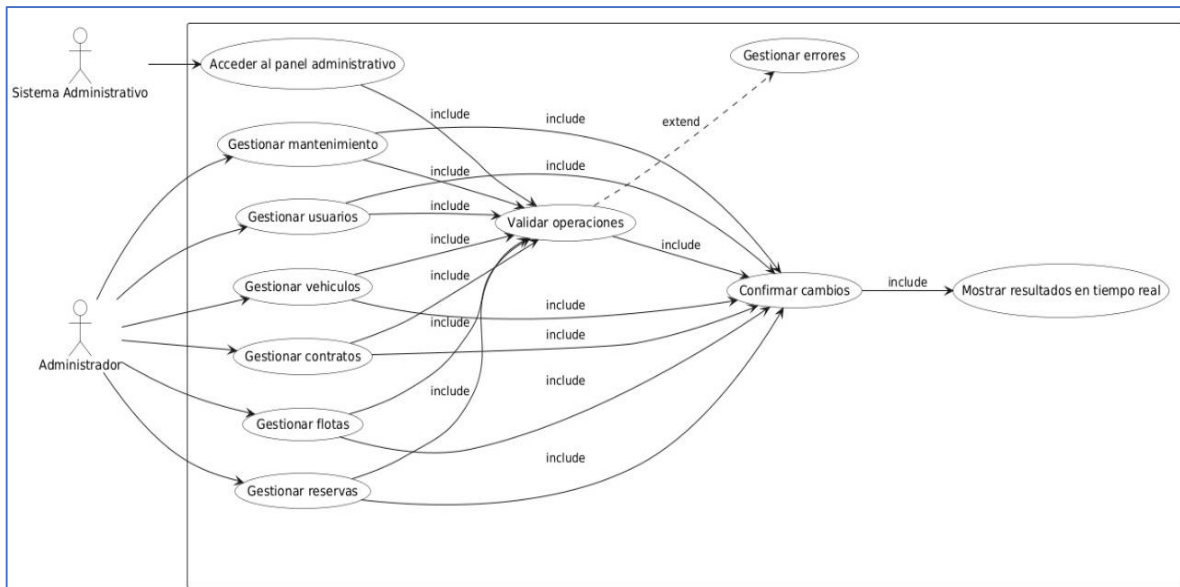 Sistema Administrativo
Acceder al panel administrativo
Gestionar errores
include
include
extend
Gestionar mantenimiento
include
include
Gestionar usuarios
include
Validar operaciones
include
include
include
Gestionar vehiculos
Confirmar cambios
include
Mostrar resultados en tiempo real
include
include
include
Gestionar contratos
Administrador
include
include
Gestionar flotas
include
Gestionar reservas